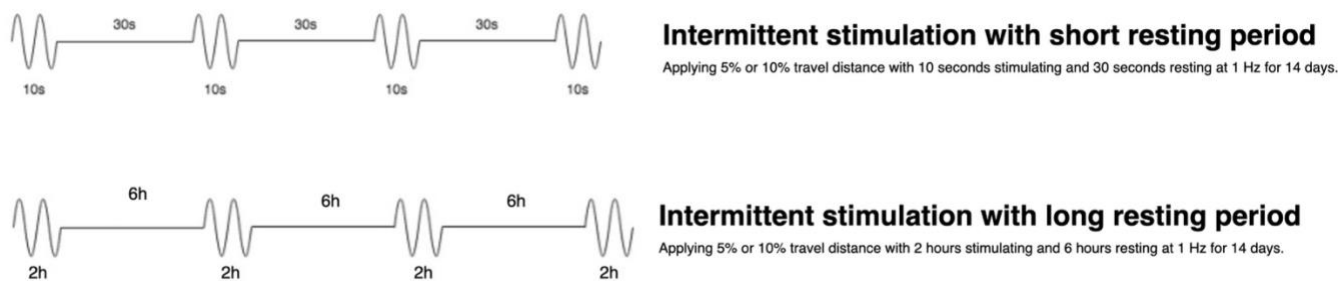 30s 30s 30s
Intermittent stimulation with short resting period
Applying 5% or 10% travel distance with 10 seconds stimulating and 30 seconds resting at 1 Hz for 14 days.
10s 10s 10s 10s
6h 6h 6h
Intermittent stimulation with long resting period
Applying 5% or 10% travel distance with 2 hours stimulating and 6 hours resting at 1 Hz for 14 days.
2h 2h 2h 2h